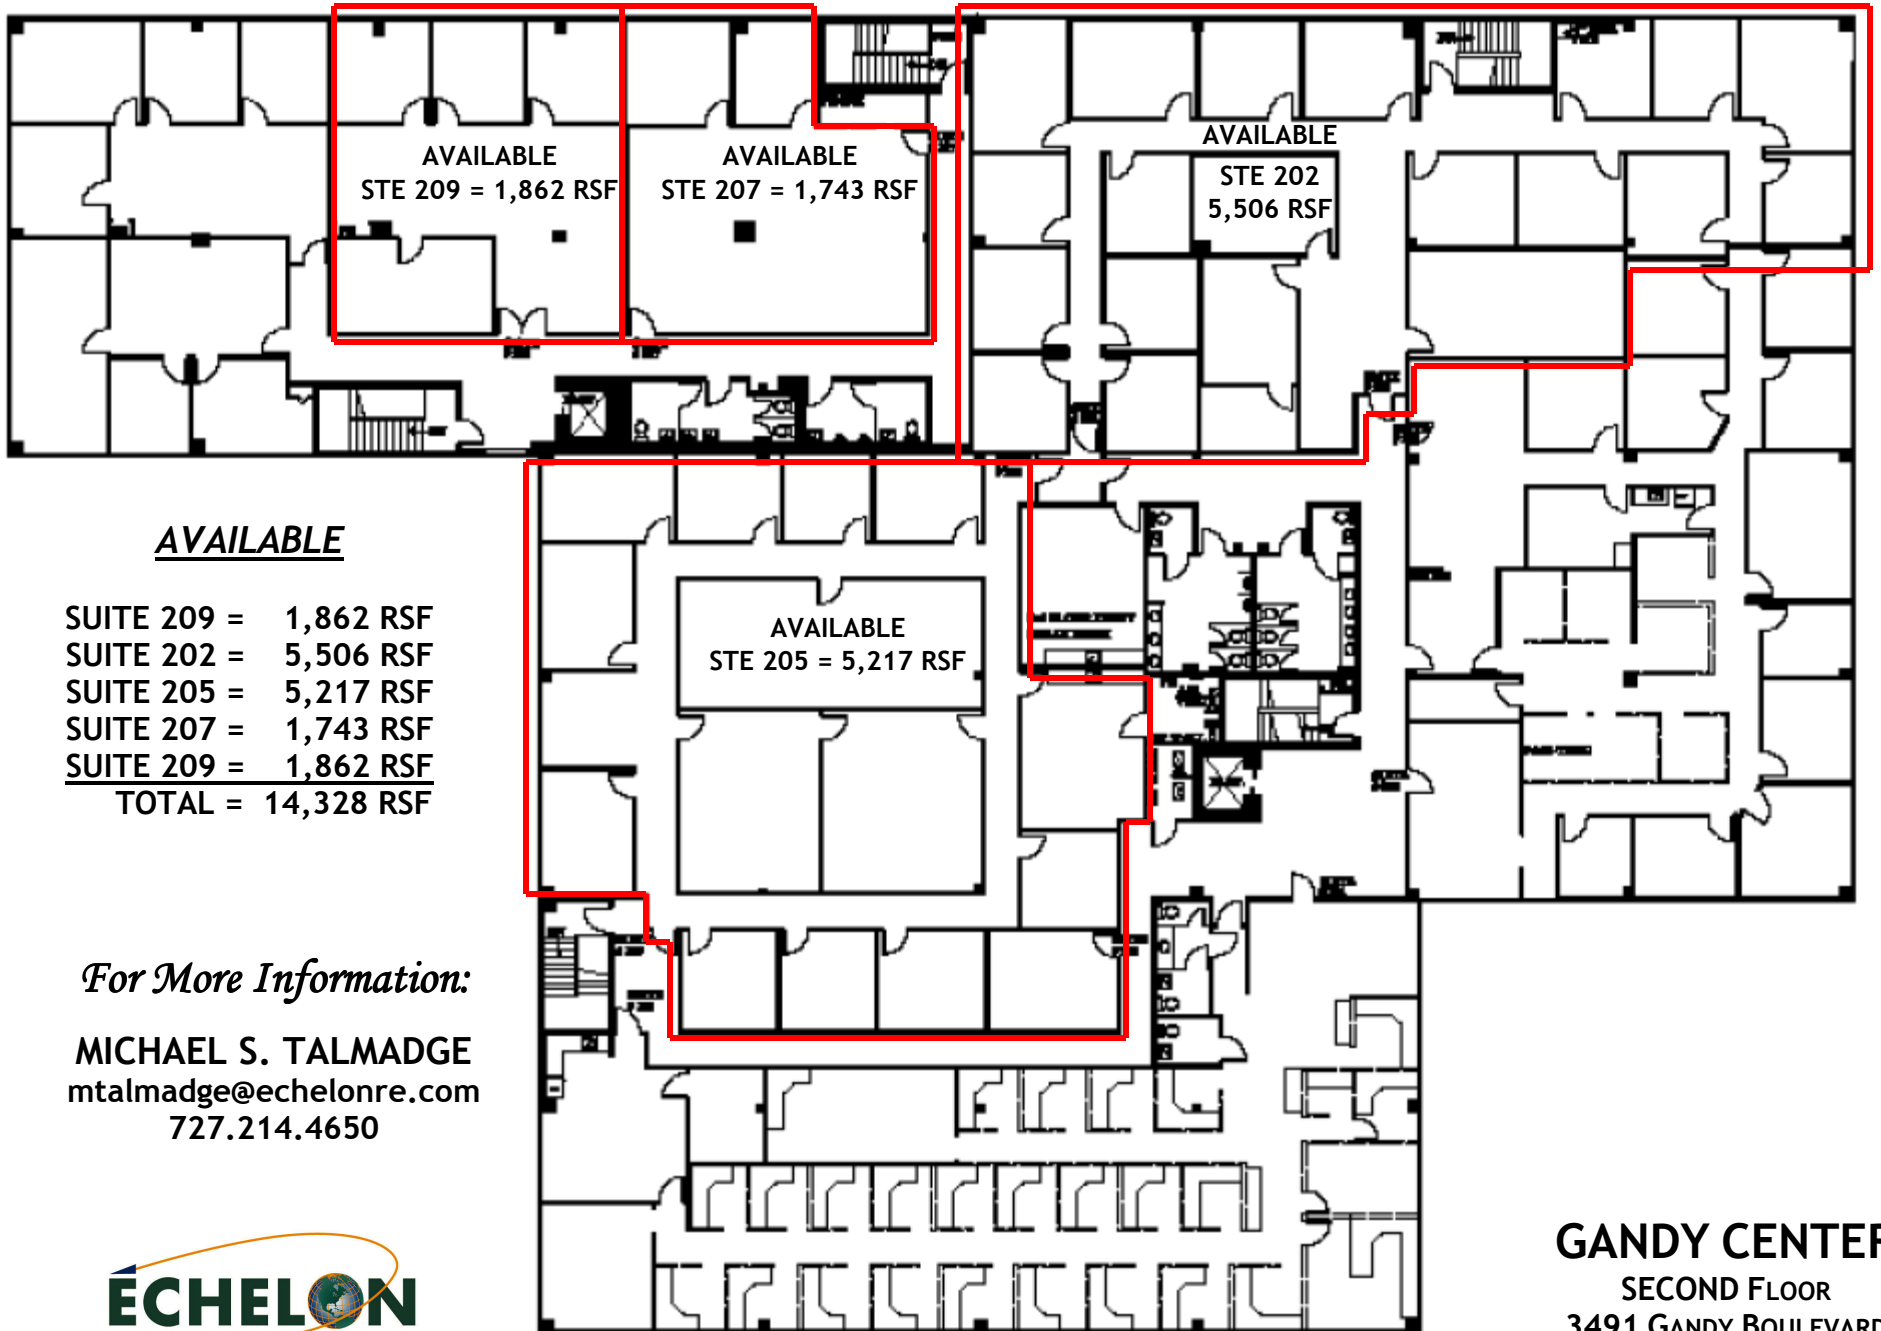 AVAILABLE
STE 209 = 1,862 RSF
AVAILABLE
STE 207 = 1,743 RSF
AVAILABLE
STE 202
5,506 RSF
AVAILABLE
SUITE 209 = 1,862 RSF
SUITE 202 = 5,506 RSF
SUITE 205 = 5,217 RSF
SUITE 207 = 1,743 RSF
SUITE 209 = 1,862 RSF
TOTAL = 14,328 RSF
AVAILABLE
STE 205 = 5,217 RSF
For More Information:
MICHAEL S. TALMADGE
mtalmadge@echelonre.com
727.214.4650
ECHELON
GANDY CENTER
SECOND FLOOR
3491 GANDY BOULEVARD